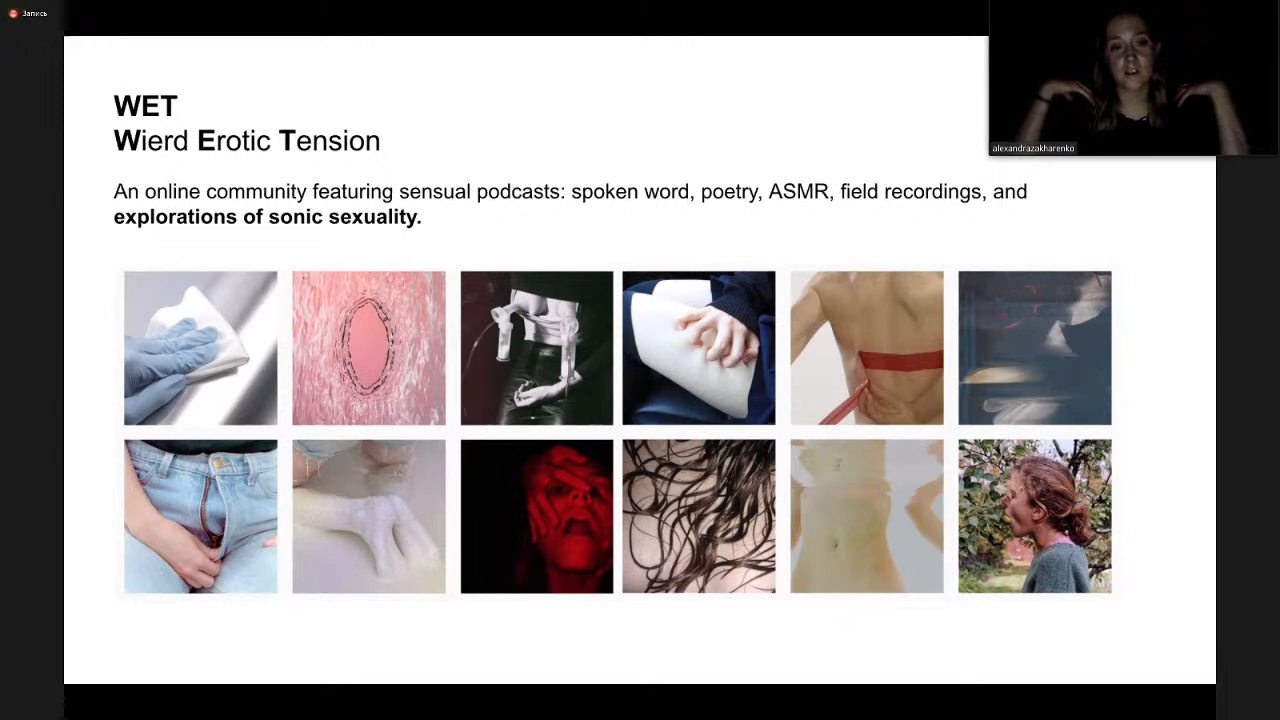 Запись
WET
Wierd Erotic Tension
An online community featuring sensual podcasts: spoken word, poetry, ASMR, field recordings, and
explorations of sonic sexuality.
alexandrazakharenko